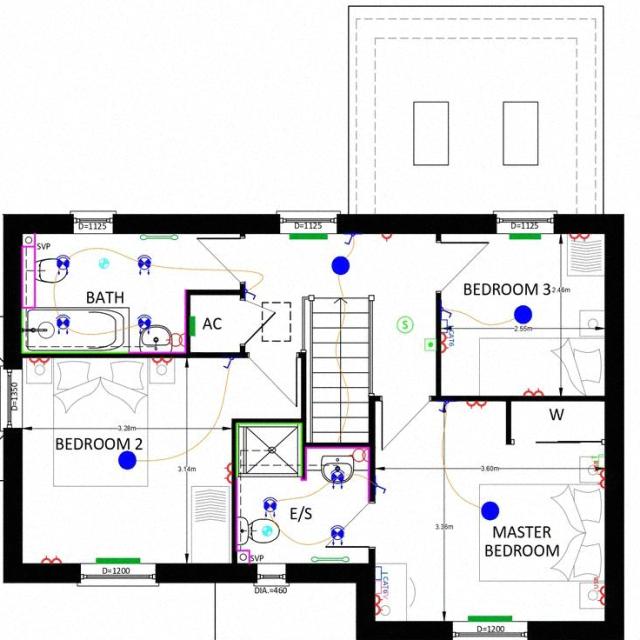 D=1125
D=1125
D=1125
SVP
BATH
AC
S
BEDROOM 3
2.46m
2.55m
CAT6
D=1350
3.28m
BEDROOM 2
3.14m
W
3.60m
E/S
3.36m
MASTER
BEDROOM
SVP
D=1200
DIA.=460
CAT6
USB
D=1200